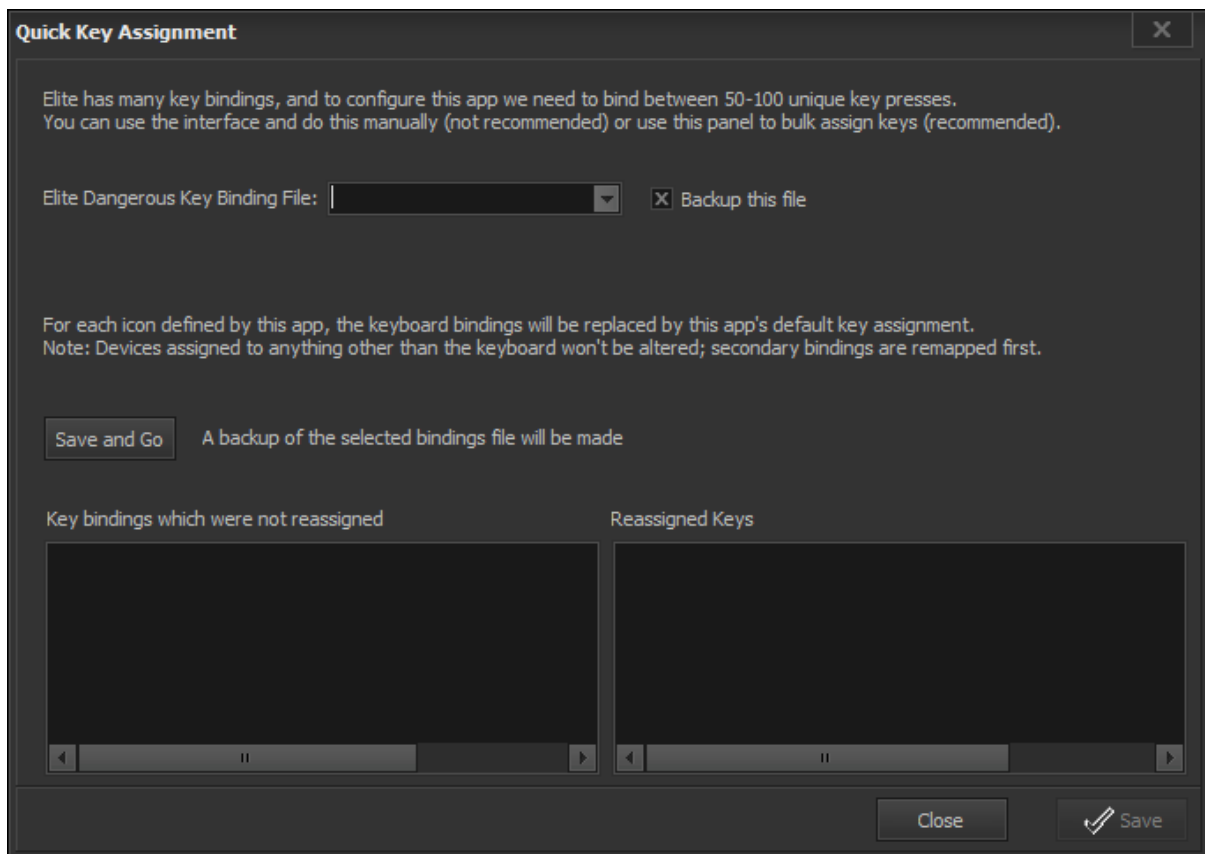 Quick Key Assignment
Elite has many key bindings, and to configure this app we need to bind between 50-100 unique key presses.
You can use the interface and do this manually (not recommended) or use this panel to bulk assign keys (recommended).
Elite Dangerous Key Binding File:
Backup this file
For each icon defined by this app, the keyboard bindings will be replaced by this app's default key assignment.
Note: Devices assigned to anything other than the keyboard won't be altered; secondary bindings are remapped first.
Save and Go
A backup of the selected bindings file will be made
Key bindings which were not reassigned
Reassigned Keys
Close
Save